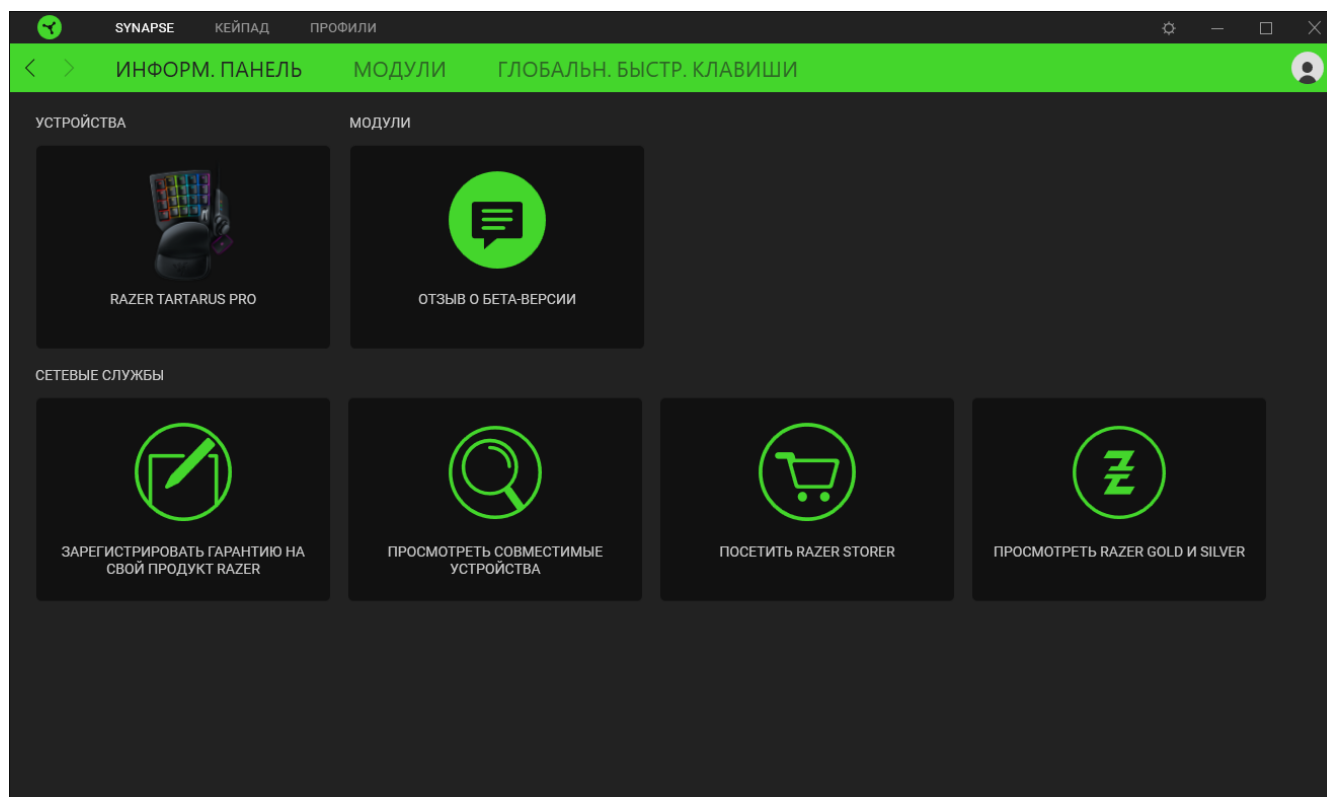 SYNAPSE КЕЙПАД ПРОФИЛИ
ИНФОРМ. ПАНЕЛЬ МОДУЛИ ГЛОБАЛЬН. БЫСТР. КЛАВИШИ
УСТРОЙСТВА МОДУЛИ
RAZER TARTARUS PRO
ОТЗЫВ О БЕТА-ВЕРСИИ
СЕТЕВЫЕ СЛУЖБЫ
ЗАРЕГИСТРИРОВАТЬ ГАРАНТИЮ НА
СВОЙ ПРОДУКТ RAZER
ПРОСМОТРЕТЬ СОВМЕСТИМЫЕ
УСТРОЙСТВА
ПОСЕТИТЬ RAZER STORER
ПРОСМОТРЕТЬ RAZER GOLD И SILVER